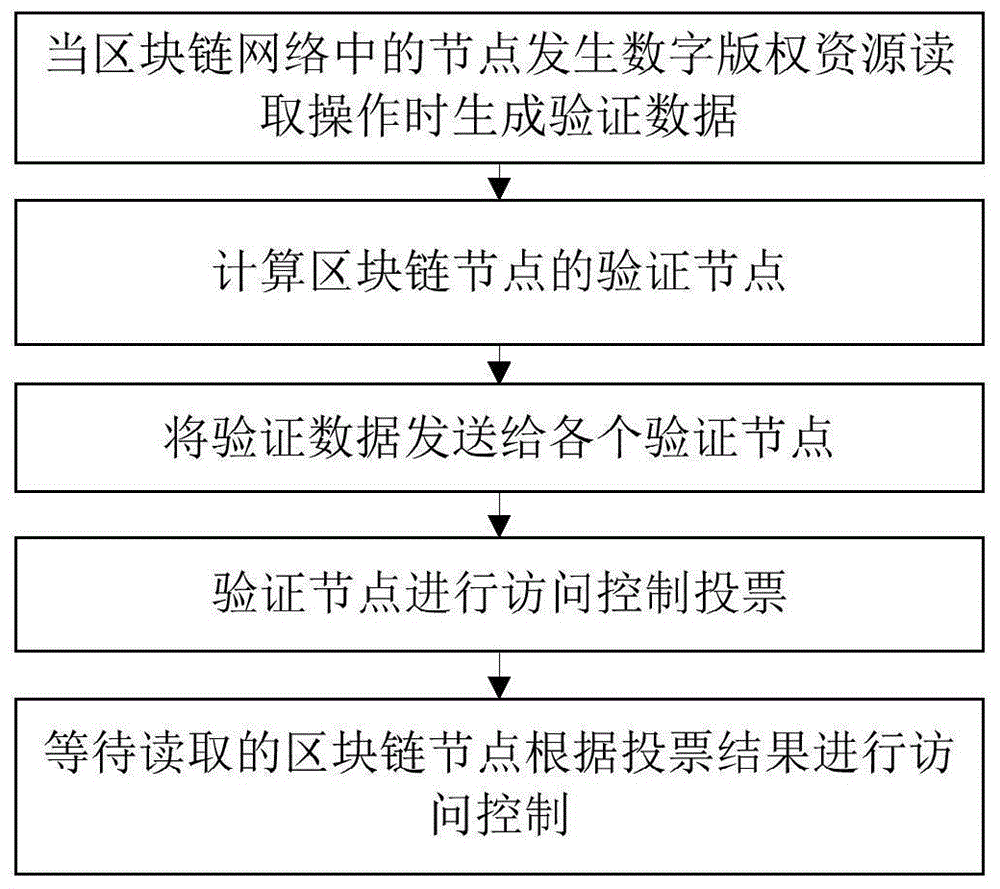 当区块链网络中的节点发生数字版权资源读
取操作时生成验证数据
计算区块链节点的验证节点
将验证数据发送给各个验证节点
验证节点进行访问控制投票
等待读取的区块链节点根据投票结果进行访
问控制